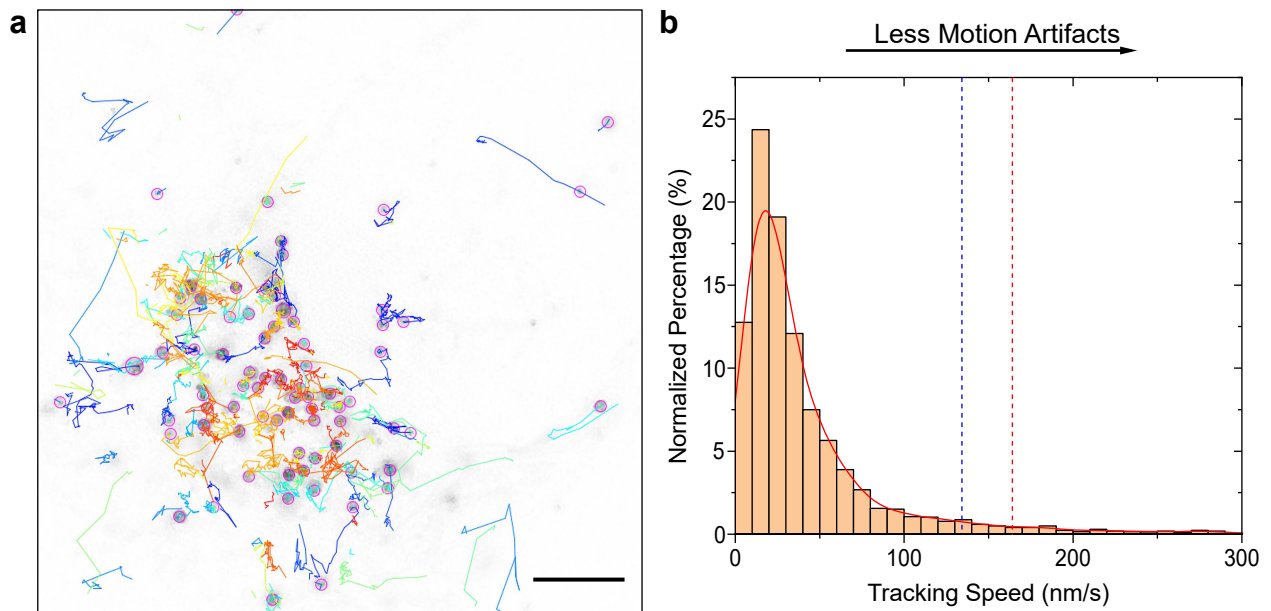 a
b
Less Motion Artifacts
Normalized Percentage (%)
25
20
15
10
5
0
0
100
200
300
Tracking Speed (nm/s)